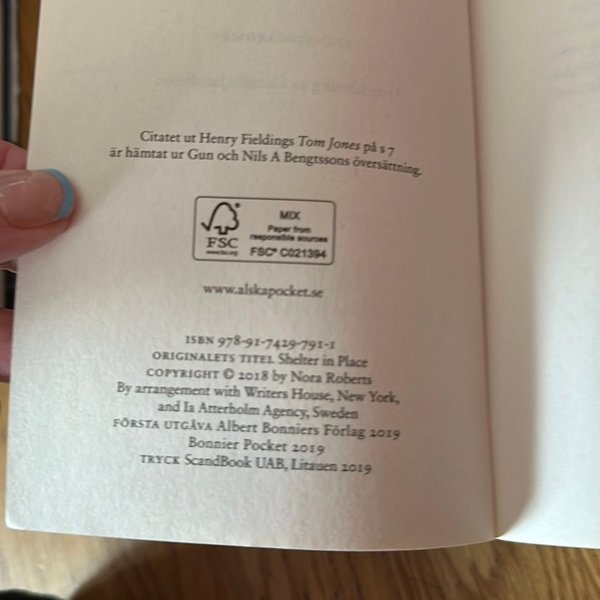 Citatet ut Henry Fieldings Tom Jones på s 7
är hämtat ur Gun och Nils A Bengtssons översättning.
FSC
www.fsc.org
MIX
Paper from
responsible sources
FSC® C021394
www.alskapocket.se
ISBN 978-91-7429-791-1
ORIGINALETS TITEL Shelter in Place
COPYRIGHT © 2018 by Nora Roberts
By arrangement with Writers House, New York,
and Ia Atterholm Agency, Sweden
FÖRSTA UTGÅVA Albert Bonniers Förlag 2019
Bonnier Pocket 2019
TRYCK ScandBook UAB, Litauen 2019